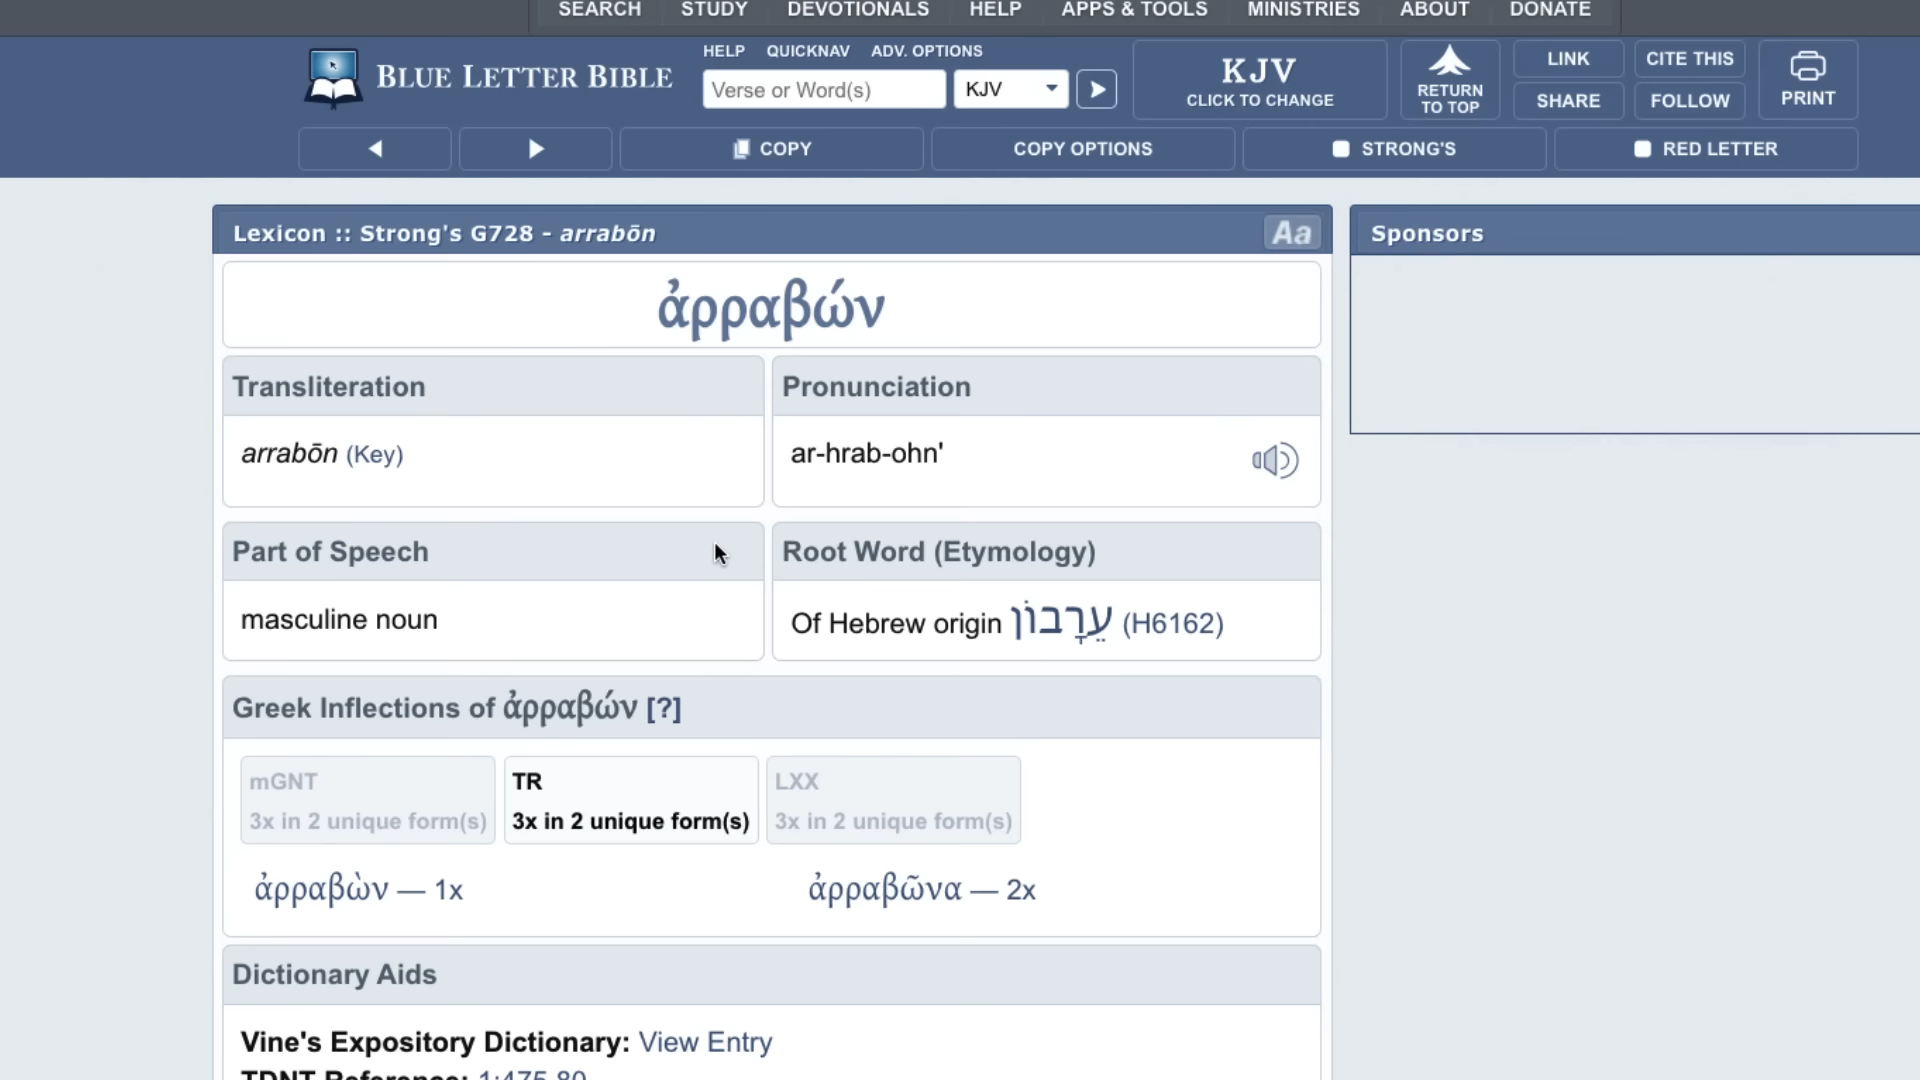 SEARCH STUDY DEVOTIONALS HELP APPS & TOOLS MINISTRIES ABOUT DONATE
BLUE LETTER BIBLE
HELP QUICKNAV ADV. OPTIONS
Verse or Word(s) KJV
KJV
CLICK TO CHANGE
RETURN
TO TOP
LINK CITE THIS
SHARE FOLLOW
PRINT
COPY COPY OPTIONS STRONG'S RED LETTER
Lexicon :: Strong's G728 - arrabōn Aa
Sponsors
ἀρραβών
Transliteration
arrabōn (Key)
Pronunciation
ar-hrab-ohn'
Part of Speech
masculine noun
Root Word (Etymology)
Of Hebrew origin עֲרָבוֹן (H6162)
Greek Inflections of ἀρραβών [?]
mGNT
3x in 2 unique form(s)
TR
3x in 2 unique form(s)
LXX
3x in 2 unique form(s)
ἀρραβὼν — 1x ἀρραβῶνα — 2x
Dictionary Aids
Vine's Expository Dictionary: View Entry
TDNT Reference: 1:475,80